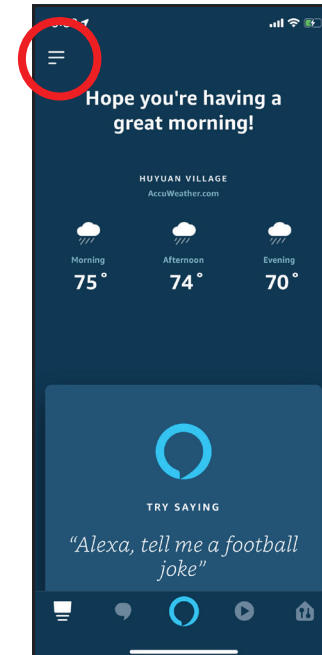 Hope you're having a
great morning!
HUYUAN VILLAGE
AccuWeather.com
Morning
Afternoon
Evening
75°
74°
70°
TRY SAYING
“Alexa, tell me a football
joke”